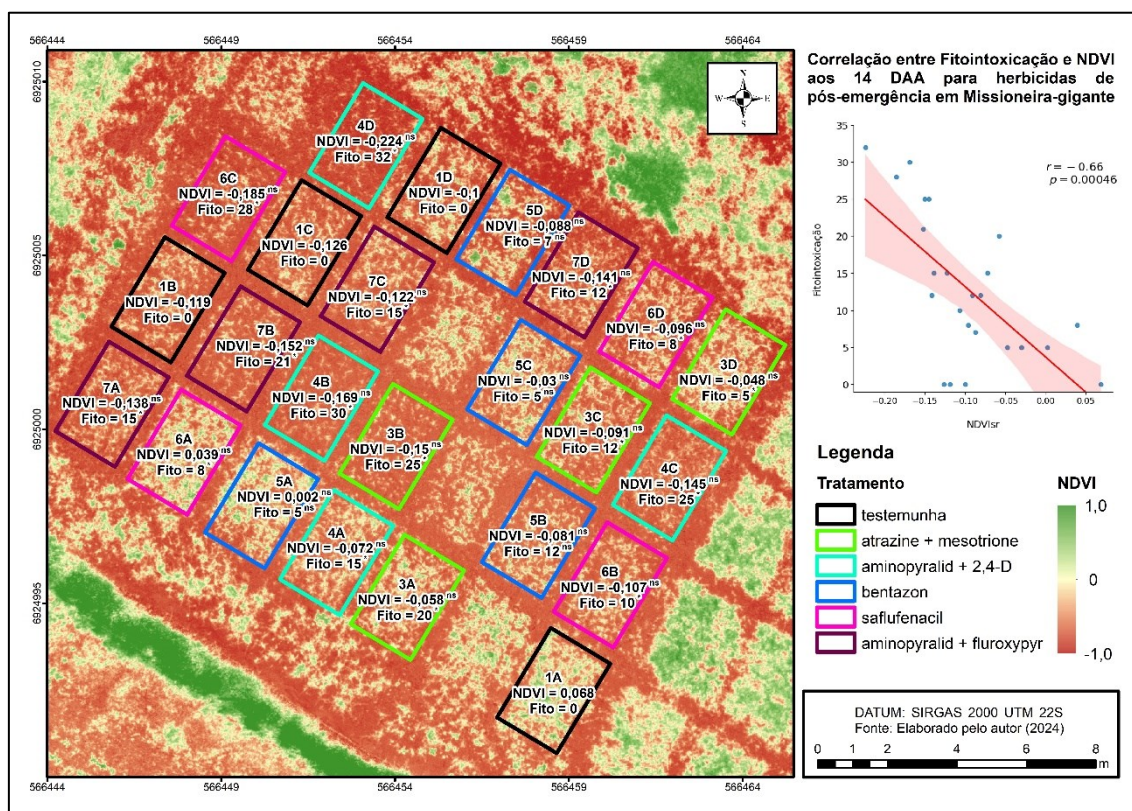 566444
566449
566454
566459
566464
6925010
6925005
6925000
6924995
N
W
E
S
4D
NDVI = -0,224 ns
Fito = 32
6C
NDVI = -0,185 ns
Fito = 28
1D
NDVI = -0,1
Fito = 0
1C
NDVI = -0,126
Fito = 0
5D
NDVI = -0,088 ns
Fito = 7
7D
NDVI = -0,141 ns
Fito = 12
7C
NDVI = -0,122 ns
Fito = 15
1B
NDVI = -0,119
Fito = 0
7B
NDVI = -0,152 ns
Fito = 21
6D
NDVI = -0,096 ns
Fito = 8
5C
NDVI = -0,03 ns
Fito = 5
3D
NDVI = -0,048 ns
Fito = 5
4B
NDVI = -0,169 ns
Fito = 30
7A
NDVI = -0,138 ns
Fito = 15
3C
NDVI = -0,091 ns
Fito = 12
3B
NDVI = -0,15 ns
Fito = 25
6A
NDVI = 0,039 ns
Fito = 8
4C
NDVI = -0,145 ns
Fito = 25
5A
NDVI = 0,002 ns
Fito = 5
5B
NDVI = -0,081 ns
Fito = 12
4A
NDVI = -0,072 ns
Fito = 15
6B
NDVI = -0,107 ns
Fito = 10
3A
NDVI = -0,058 ns
Fito = 20
1A
NDVI = 0,068
Fito = 0
566444
566449
566454
566459
566464
Correlação entre Fitointoxicação e NDVI
aos 14 DAA para herbicidas de
pós-emergência em Missioneira-gigante
r = −0.66
p = 0.00046
Fitointoxicação
35
30
25
20
15
10
5
0
−0.20
−0.15
−0.10
−0.05
0.00
0.05
NDVIsr
Legenda
Tratamento
testemunha
atrazine + mesotrione
aminopyralid + 2,4-D
bentazon
saflufenacil
aminopyralid + fluroxypyr
NDVI
1,0
0
-1,0
DATUM: SIRGAS 2000 UTM 22S
Fonte: Elaborado pelo autor (2024)
0 1 2 4 6 8
m